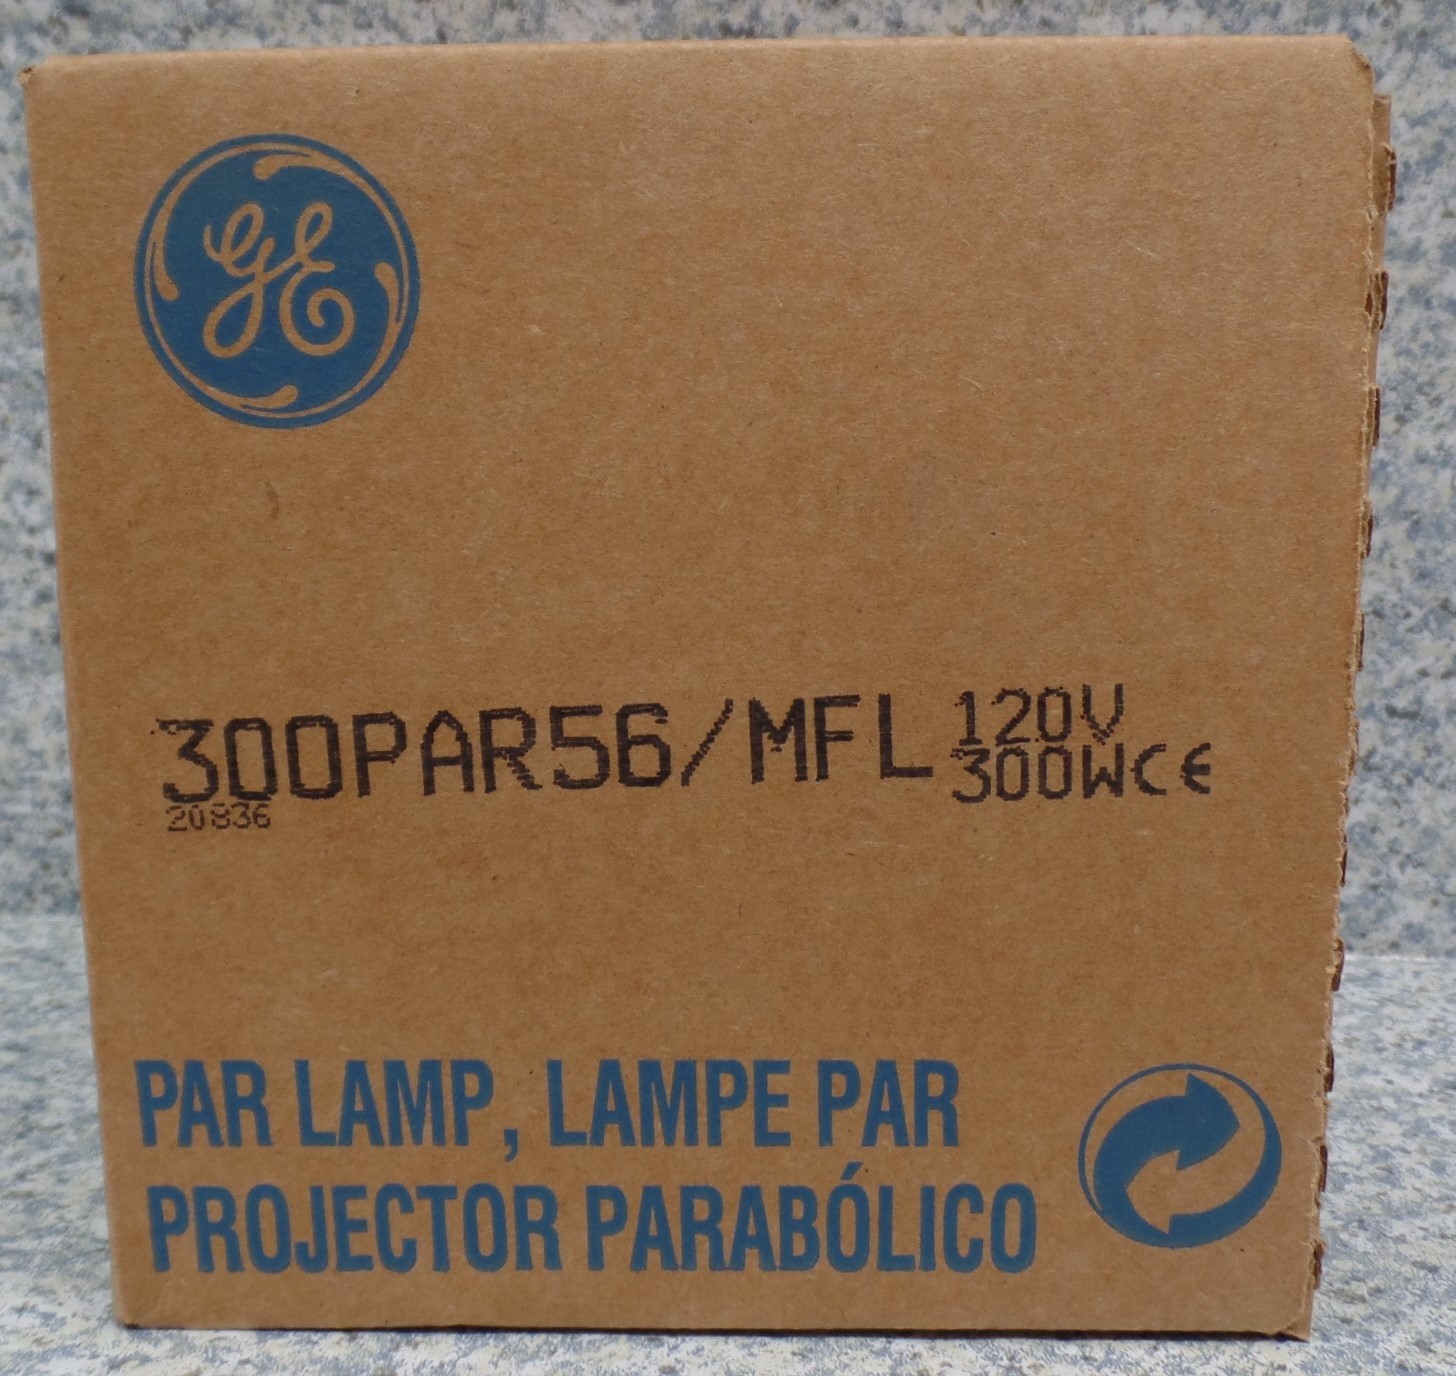 GE
300PAR56/MFL 120V
300W CE
20836
PAR LAMP, LAMPE PAR
PROJECTOR PARABÓLICO